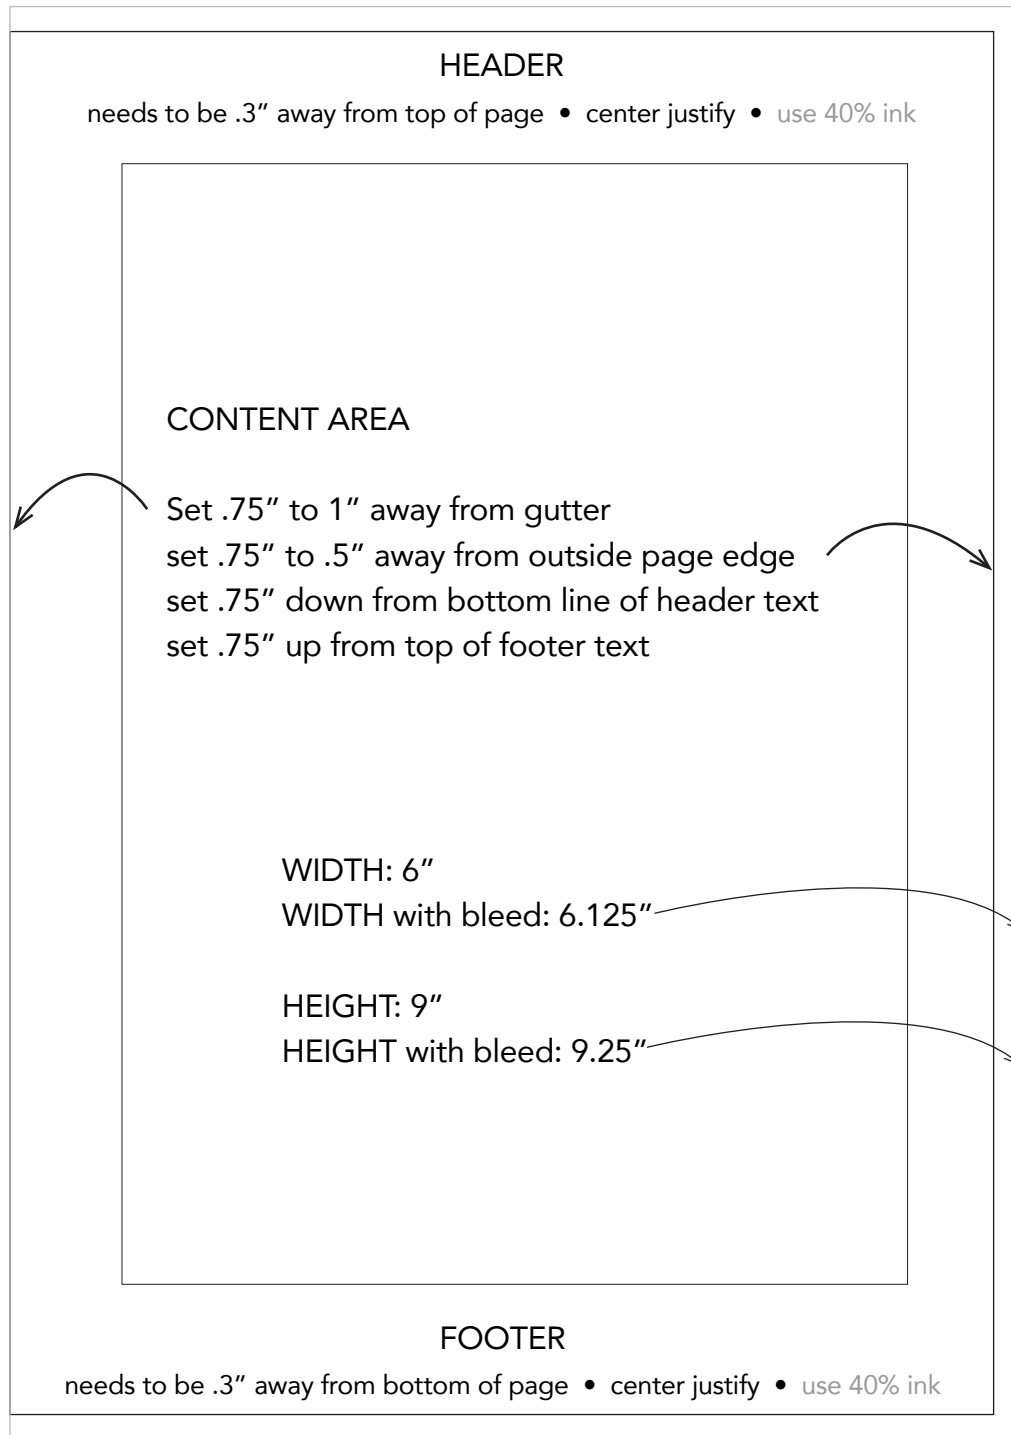 HEADER
needs to be .3” away from top of page • center justify • use 40% ink
CONTENT AREA
Set .75” to 1” away from gutter
set .75” to .5” away from outside page edge
set .75” down from bottom line of header text
set .75” up from top of footer text
WIDTH: 6”
WIDTH with bleed: 6.125”
HEIGHT: 9”
HEIGHT with bleed: 9.25”
FOOTER
needs to be .3” away from bottom of page • center justify • use 40% ink